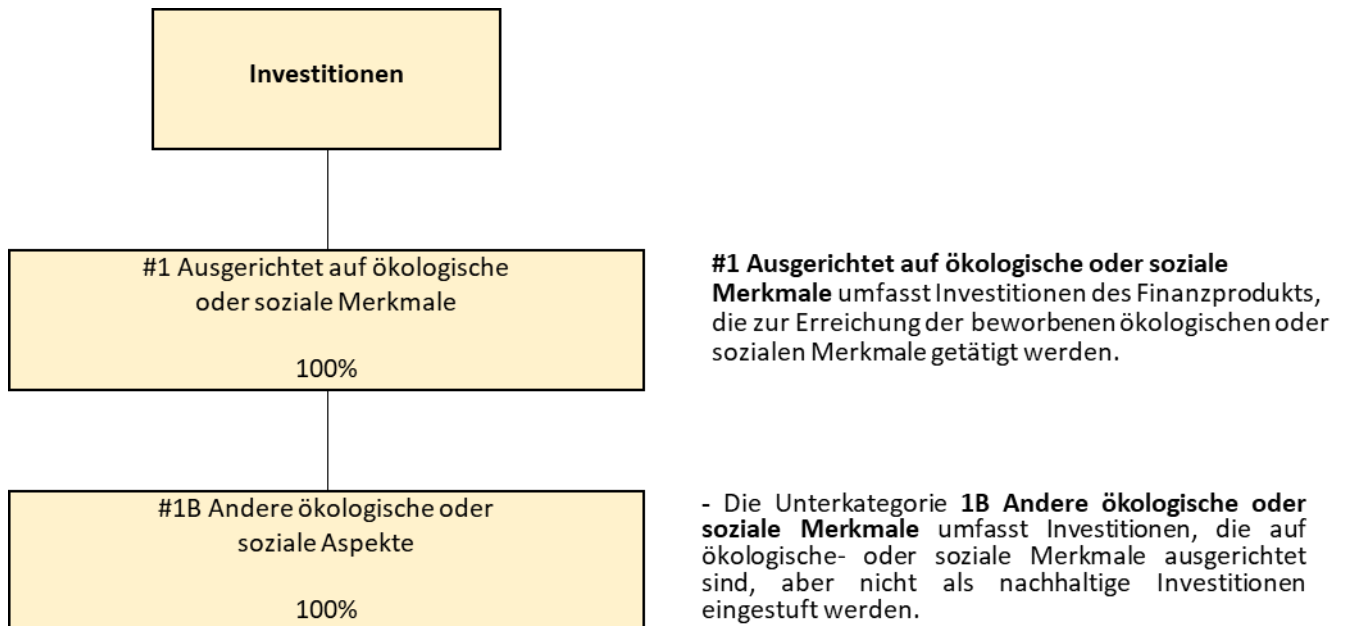 Investitionen
#1 Ausgerichtet auf ökologische
oder soziale Merkmale
100%
#1 Ausgerichtet auf ökologische oder soziale
Merkmale umfasst Investitionen des Finanzprodukts,
die zur Erreichung der beworbenen ökologischen oder
sozialen Merkmale getätigt werden.
#1B Andere ökologische oder
soziale Aspekte
100%
- Die Unterkategorie 1B Andere ökologische oder
soziale Merkmale umfasst Investitionen, die auf
ökologische- oder soziale Merkmale ausgerichtet
sind, aber nicht als nachhaltige Investitionen
eingestuft werden.